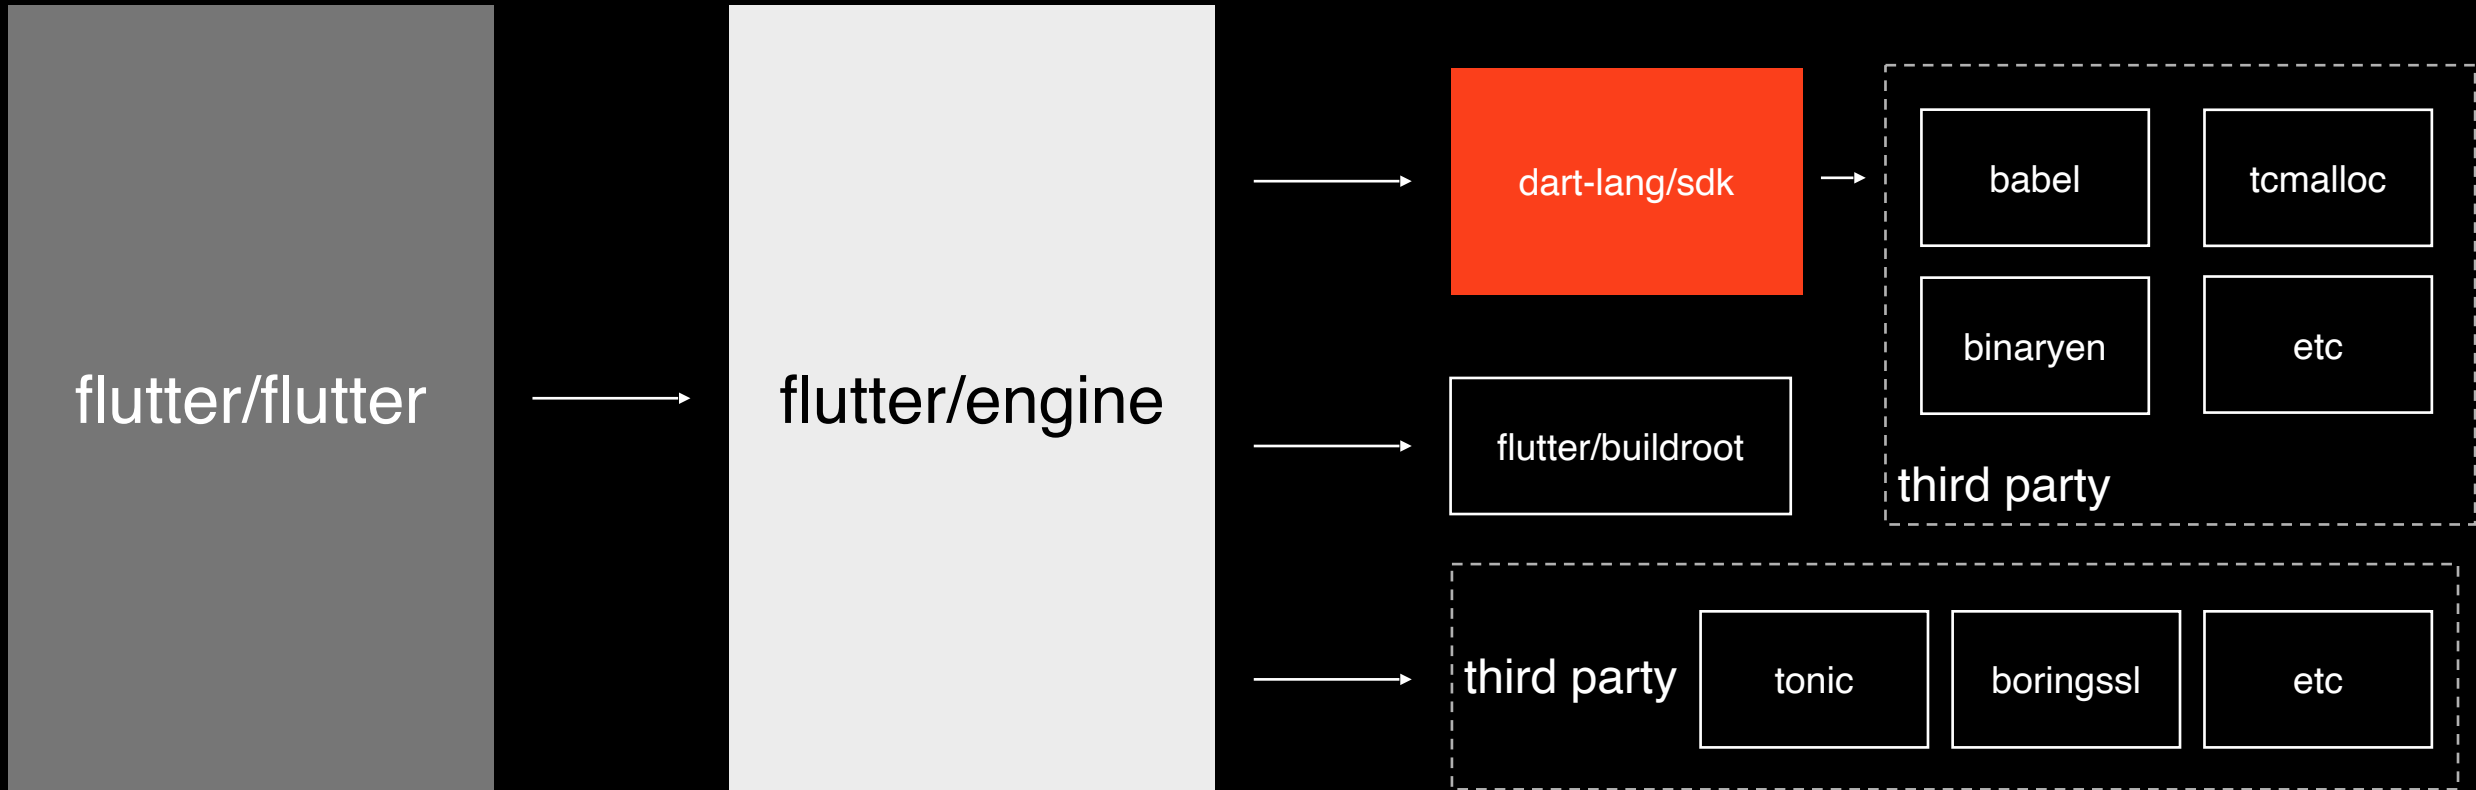 flutter/flutter
flutter/engine
dart-lang/sdk
babel
tcmalloc
binaryen
etc
third party
flutter/buildroot
third party
tonic
boringssl
etc